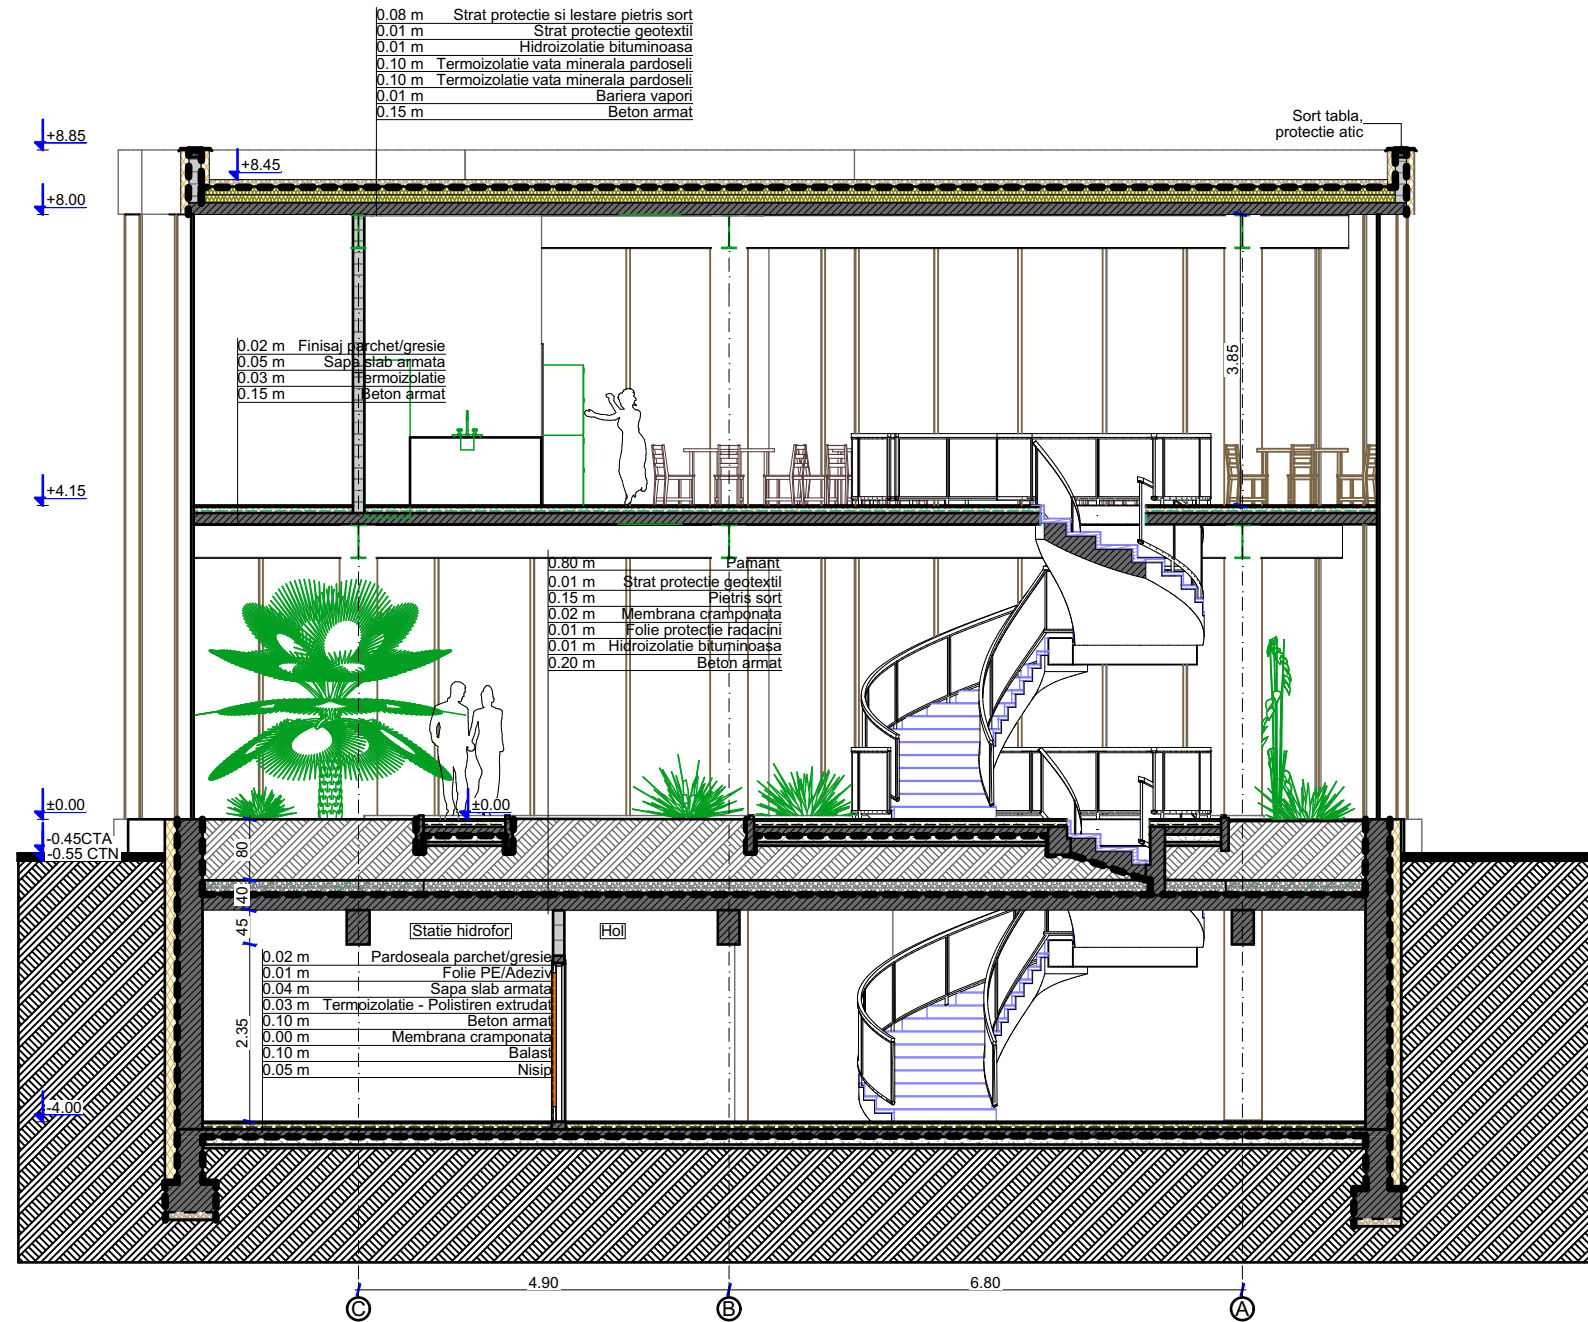 0.08 m Strat protectie si lestare pietris sort
0.01 m Strat protectie geotextil
0.01 m Hidroizolatie bituminoasa
0.10 m Termoizolatie vata minerala pardoseli
0.10 m Termoizolatie vata minerala pardoseli
0.01 m Bariera vapori
0.15 m Beton armat
Sort tabla,
protectie atic
+8.85
+8.45
+8.00
3.85
0.02 m Finisaj parchet/gresie
0.05 m Sapa slab armata
0.03 m Termoizolatie
0.15 m Beton armat
+4.15
0.80 m Pamant
0.01 m Strat protectie geotextil
0.15 m Pietris sort
0.02 m Membrana cramponata
0.01 m Folie protectie radacini
0.01 m Hidroizolatie bituminoasa
0.20 m Beton armat
±0.00
±0.00
-0.45CTA
-0.55 CTN
80
40
45
Statie hidrofor
Hol
0.02 m Pardoseala parchet/gresie
0.01 m Folie PE/Adeziv
0.04 m Sapa slab armata
0.03 m Termpizolatie - Polistiren extrudat
0.10 m Beton armat
0.00 m Membrana cramponata
0.10 m Balast
0.05 m Nisip
2.35
-4.00
4.90
6.80
C
B
A